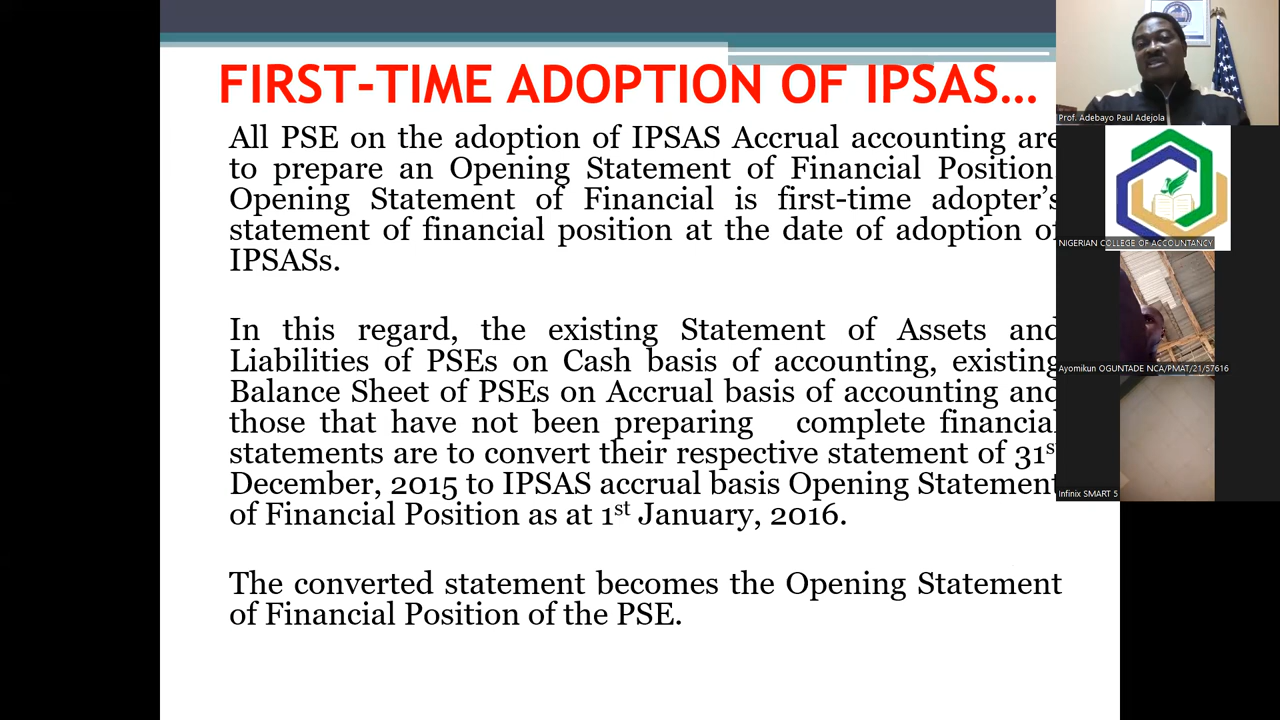 FIRST-TIME ADOPTION OF IPSAS...
All PSE on the adoption of IPSAS Accrual accounting are
to prepare an Opening Statement of Financial Position.
Opening Statement of Financial is first-time adopter's
statement of financial position at the date of adoption of
IPSASs.
In this regard, the existing Statement of Assets and
Liabilities of PSEs on Cash basis of accounting, existing
Balance Sheet of PSEs on Accrual basis of accounting and
those that have not been preparing complete financial
statements are to convert their respective statement of 31st
December, 2015 to IPSAS accrual basis Opening Statement
of Financial Position as at 1st January, 2016.
The converted statement becomes the Opening Statement
of Financial Position of the PSE.
Prof. Adebayo Paul Adejola
NIGERIAN COLLEGE OF ACCOUNTANCY
Ayomikun OGUNTADE NCA/PMAT/21/57616
Infinix SMART 5